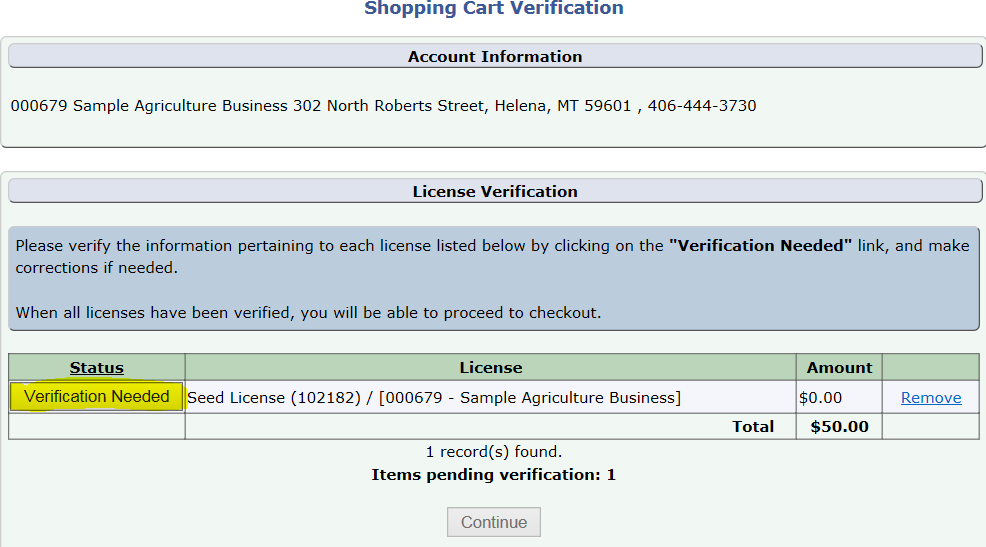 Shopping Cart Verification
Account Information
000679 Sample Agriculture Business 302 North Roberts Street, Helena, MT 59601 , 406-444-3730
License Verification
Please verify the information pertaining to each license listed below by clicking on the "Verification Needed" link, and make
corrections if needed.
When all licenses have been verified, you will be able to proceed to checkout.
Status License Amount
Verification Needed Seed License (102182) / [000679 - Sample Agriculture Business] $0.00 Remove
Total $50.00
1 record(s) found.
Items pending verification: 1
Continue